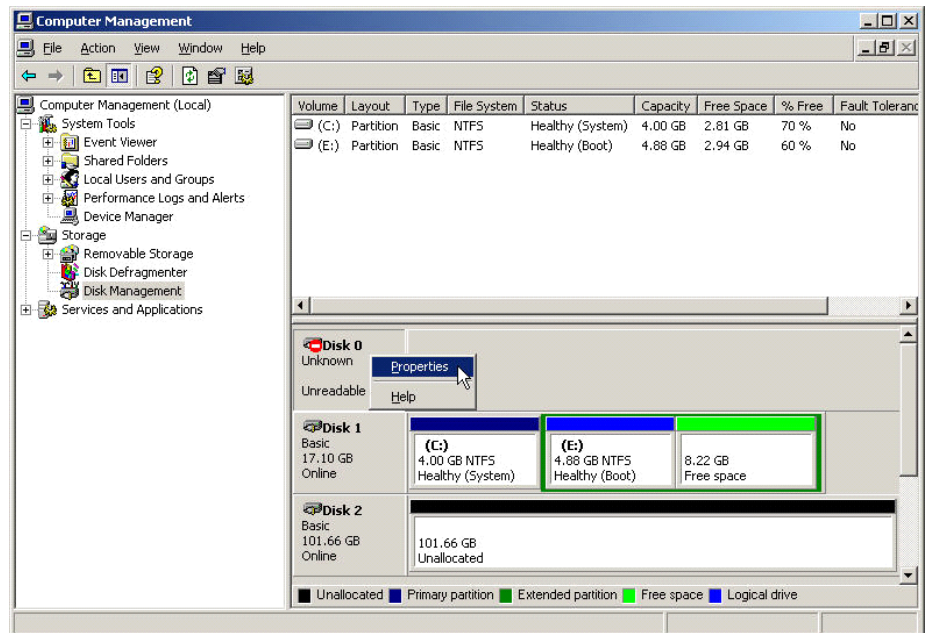 Computer Management
File Action View Window Help
Computer Management (Local)
System Tools
Event Viewer
Shared Folders
Local Users and Groups
Performance Logs and Alerts
Device Manager
Storage
Removable Storage
Disk Defragmenter
Disk Management
Services and Applications
Volume Layout Type File System Status Capacity Free Space % Free Fault Toleranc
(C:) Partition Basic NTFS Healthy (System) 4.00 GB 2.81 GB 70 % No
(E:) Partition Basic NTFS Healthy (Boot) 4.88 GB 2.94 GB 60 % No
Disk 0
Unknown
Unreadable
Properties
Help
Disk 1
Basic
17.10 GB
Online
(C:)
4.00 GB NTFS
Healthy (System)
(E:)
4.88 GB NTFS
Healthy (Boot)
8.22 GB
Free space
Disk 2
Basic
101.66 GB
Online
101.66 GB
Unallocated
Unallocated Primary partition Extended partition Free space Logical drive